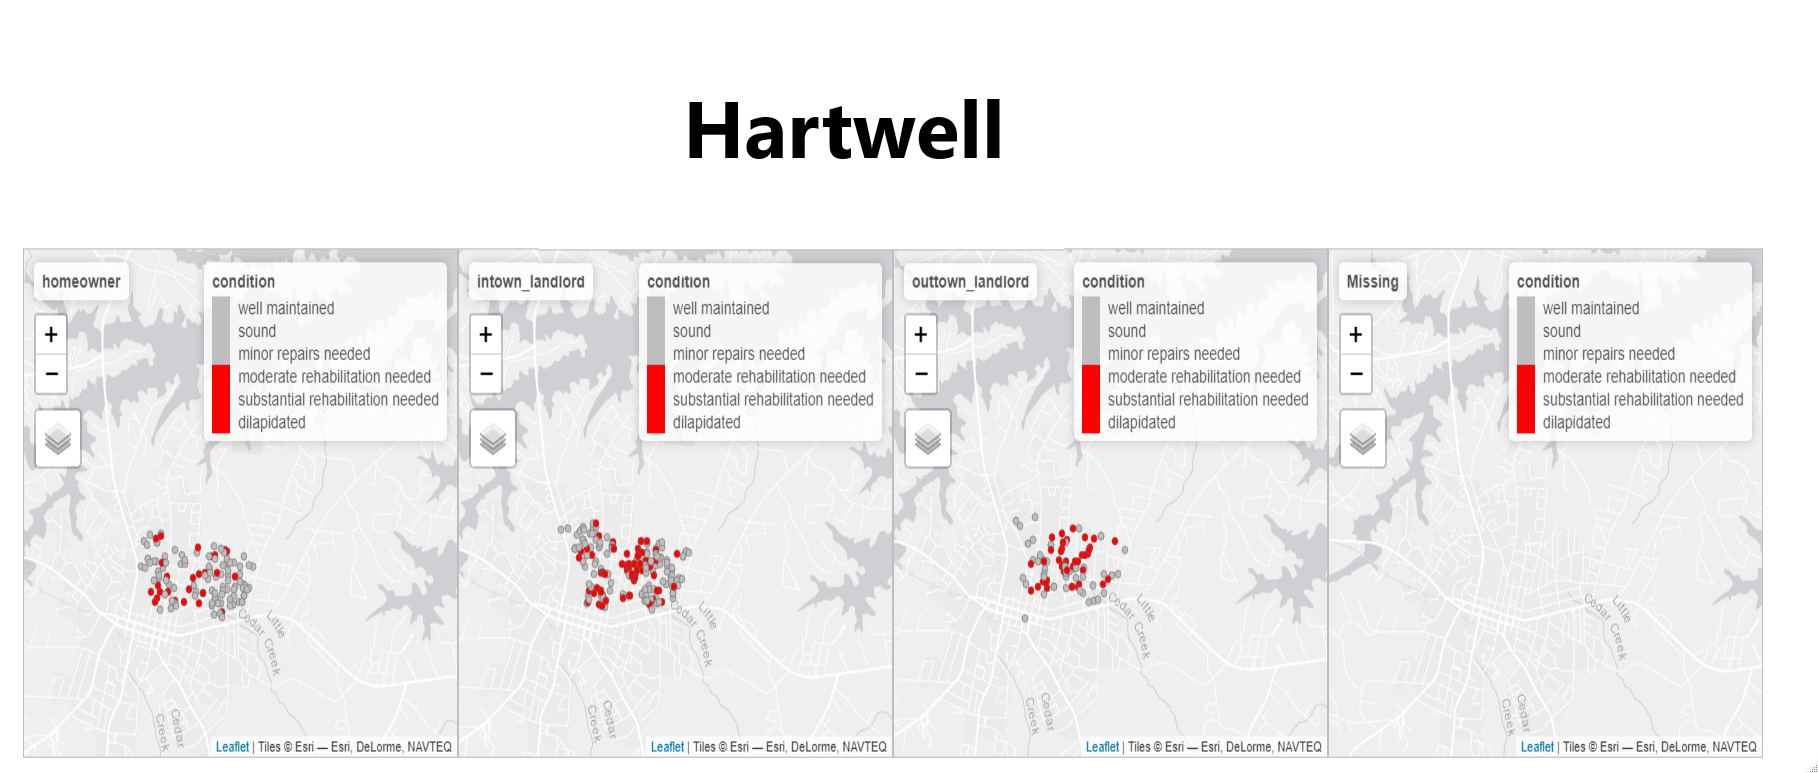 Hartwell
homeowner
condition
well maintained
sound
minor repairs needed
moderate rehabilitation needed
substantial rehabilitation needed
dilapidated
+
−
Little
Cedar Creek
Cedar
Creek
Leaflet | Tiles © Esri — Esri, DeLorme, NAVTEQ
intown_landlord
condition
well maintained
sound
minor repairs needed
moderate rehabilitation needed
substantial rehabilitation needed
dilapidated
+
−
Little
Cedar Creek
Cedar
Creek
Leaflet | Tiles © Esri — Esri, DeLorme, NAVTEQ
outtown_landlord
condition
well maintained
sound
minor repairs needed
moderate rehabilitation needed
substantial rehabilitation needed
dilapidated
+
−
Little
Cedar Creek
Cedar
Creek
Leaflet | Tiles © Esri — Esri, DeLorme, NAVTEQ
Missing
condition
well maintained
sound
minor repairs needed
moderate rehabilitation needed
substantial rehabilitation needed
dilapidated
+
−
Little
Cedar Creek
Cedar
Creek
Leaflet | Tiles © Esri — Esri, DeLorme, NAVTEQ